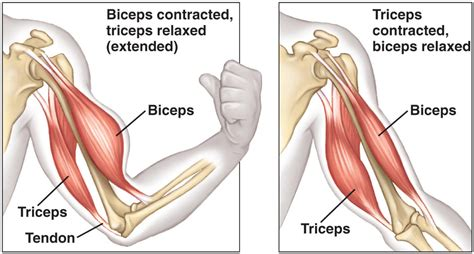 Biceps contracted,
triceps relaxed
(extended)
Biceps
Triceps
Tendon
Triceps
contracted,
biceps relaxed
Biceps
Triceps